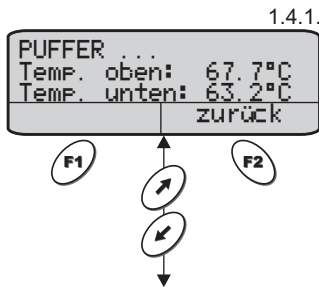 1.4.1.
PUFFER ...
Temp. oben: 67.7°C
Temp. unten: 63.2°C
zurück
F1 F2